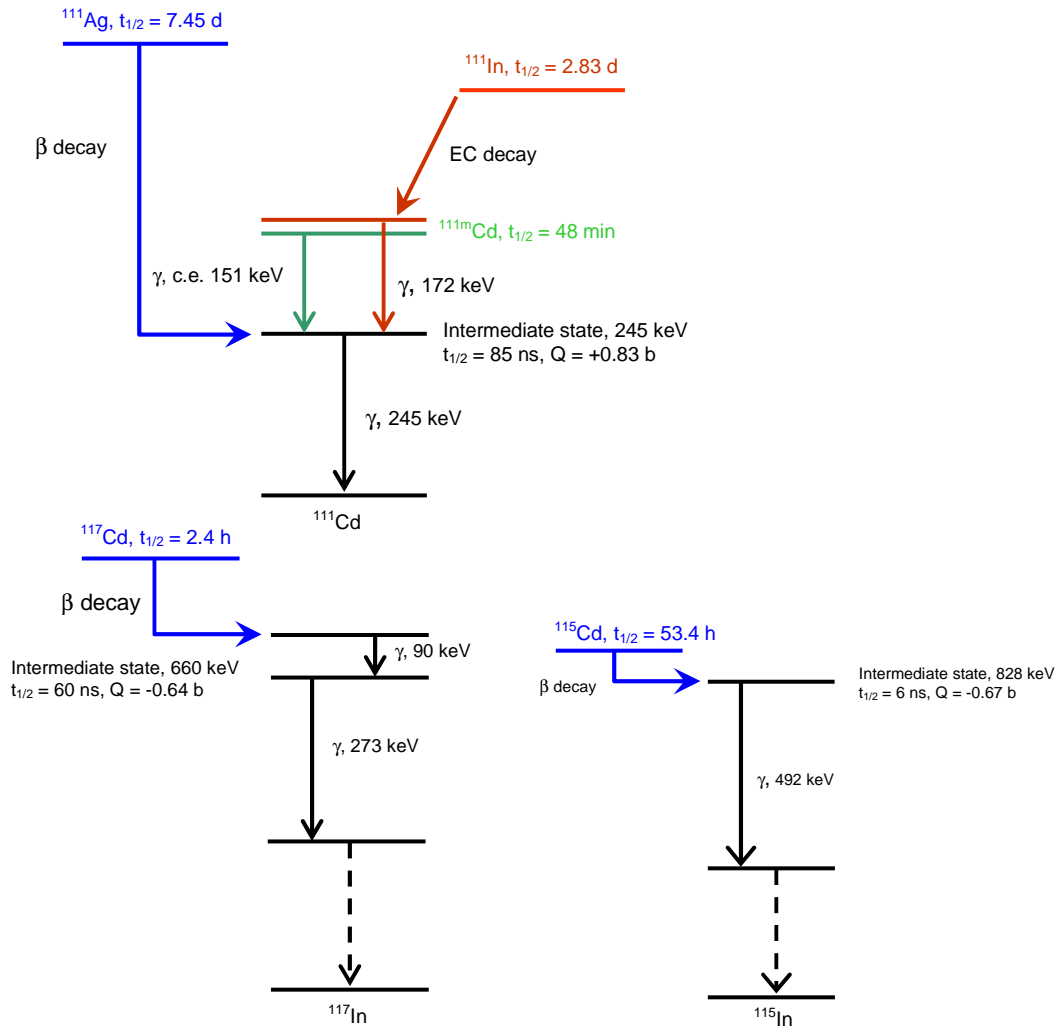 ¹¹¹Ag, t₁/₂ = 7.45 d
¹¹¹In, t₁/₂ = 2.83 d
β decay
EC decay
¹¹¹ᵐCd, t₁/₂ = 48 min
γ, c.e. 151 keV
γ, 172 keV
Intermediate state, 245 keV
t₁/₂ = 85 ns, Q = +0.83 b
γ, 245 keV
¹¹¹Cd
¹¹⁷Cd, t₁/₂ = 2.4 h
β decay
γ, 90 keV
Intermediate state, 660 keV
t₁/₂ = 60 ns, Q = -0.64 b
γ, 273 keV
¹¹⁷In
¹¹⁵Cd, t₁/₂ = 53.4 h
β decay
Intermediate state, 828 keV
t₁/₂ = 6 ns, Q = -0.67 b
γ, 492 keV
¹¹⁵In